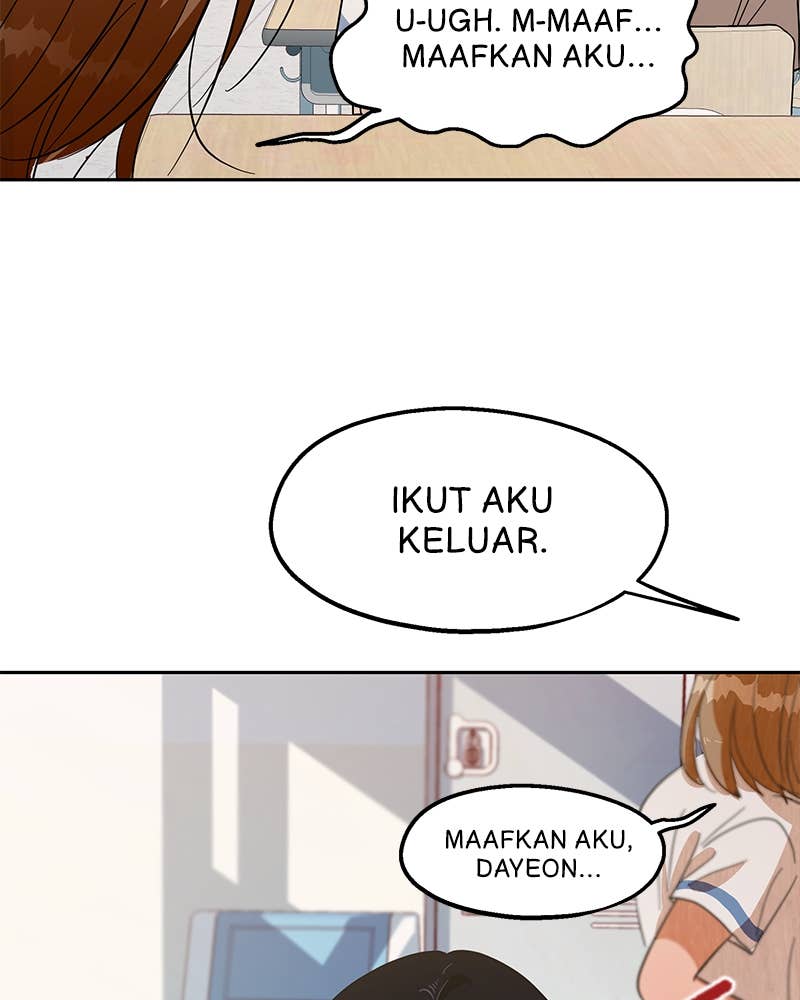 U-UGH. M-MAAF...
MAAFKAN AKU...
IKUT AKU
KELUAR.
MAAFKAN AKU,
DAYEON...